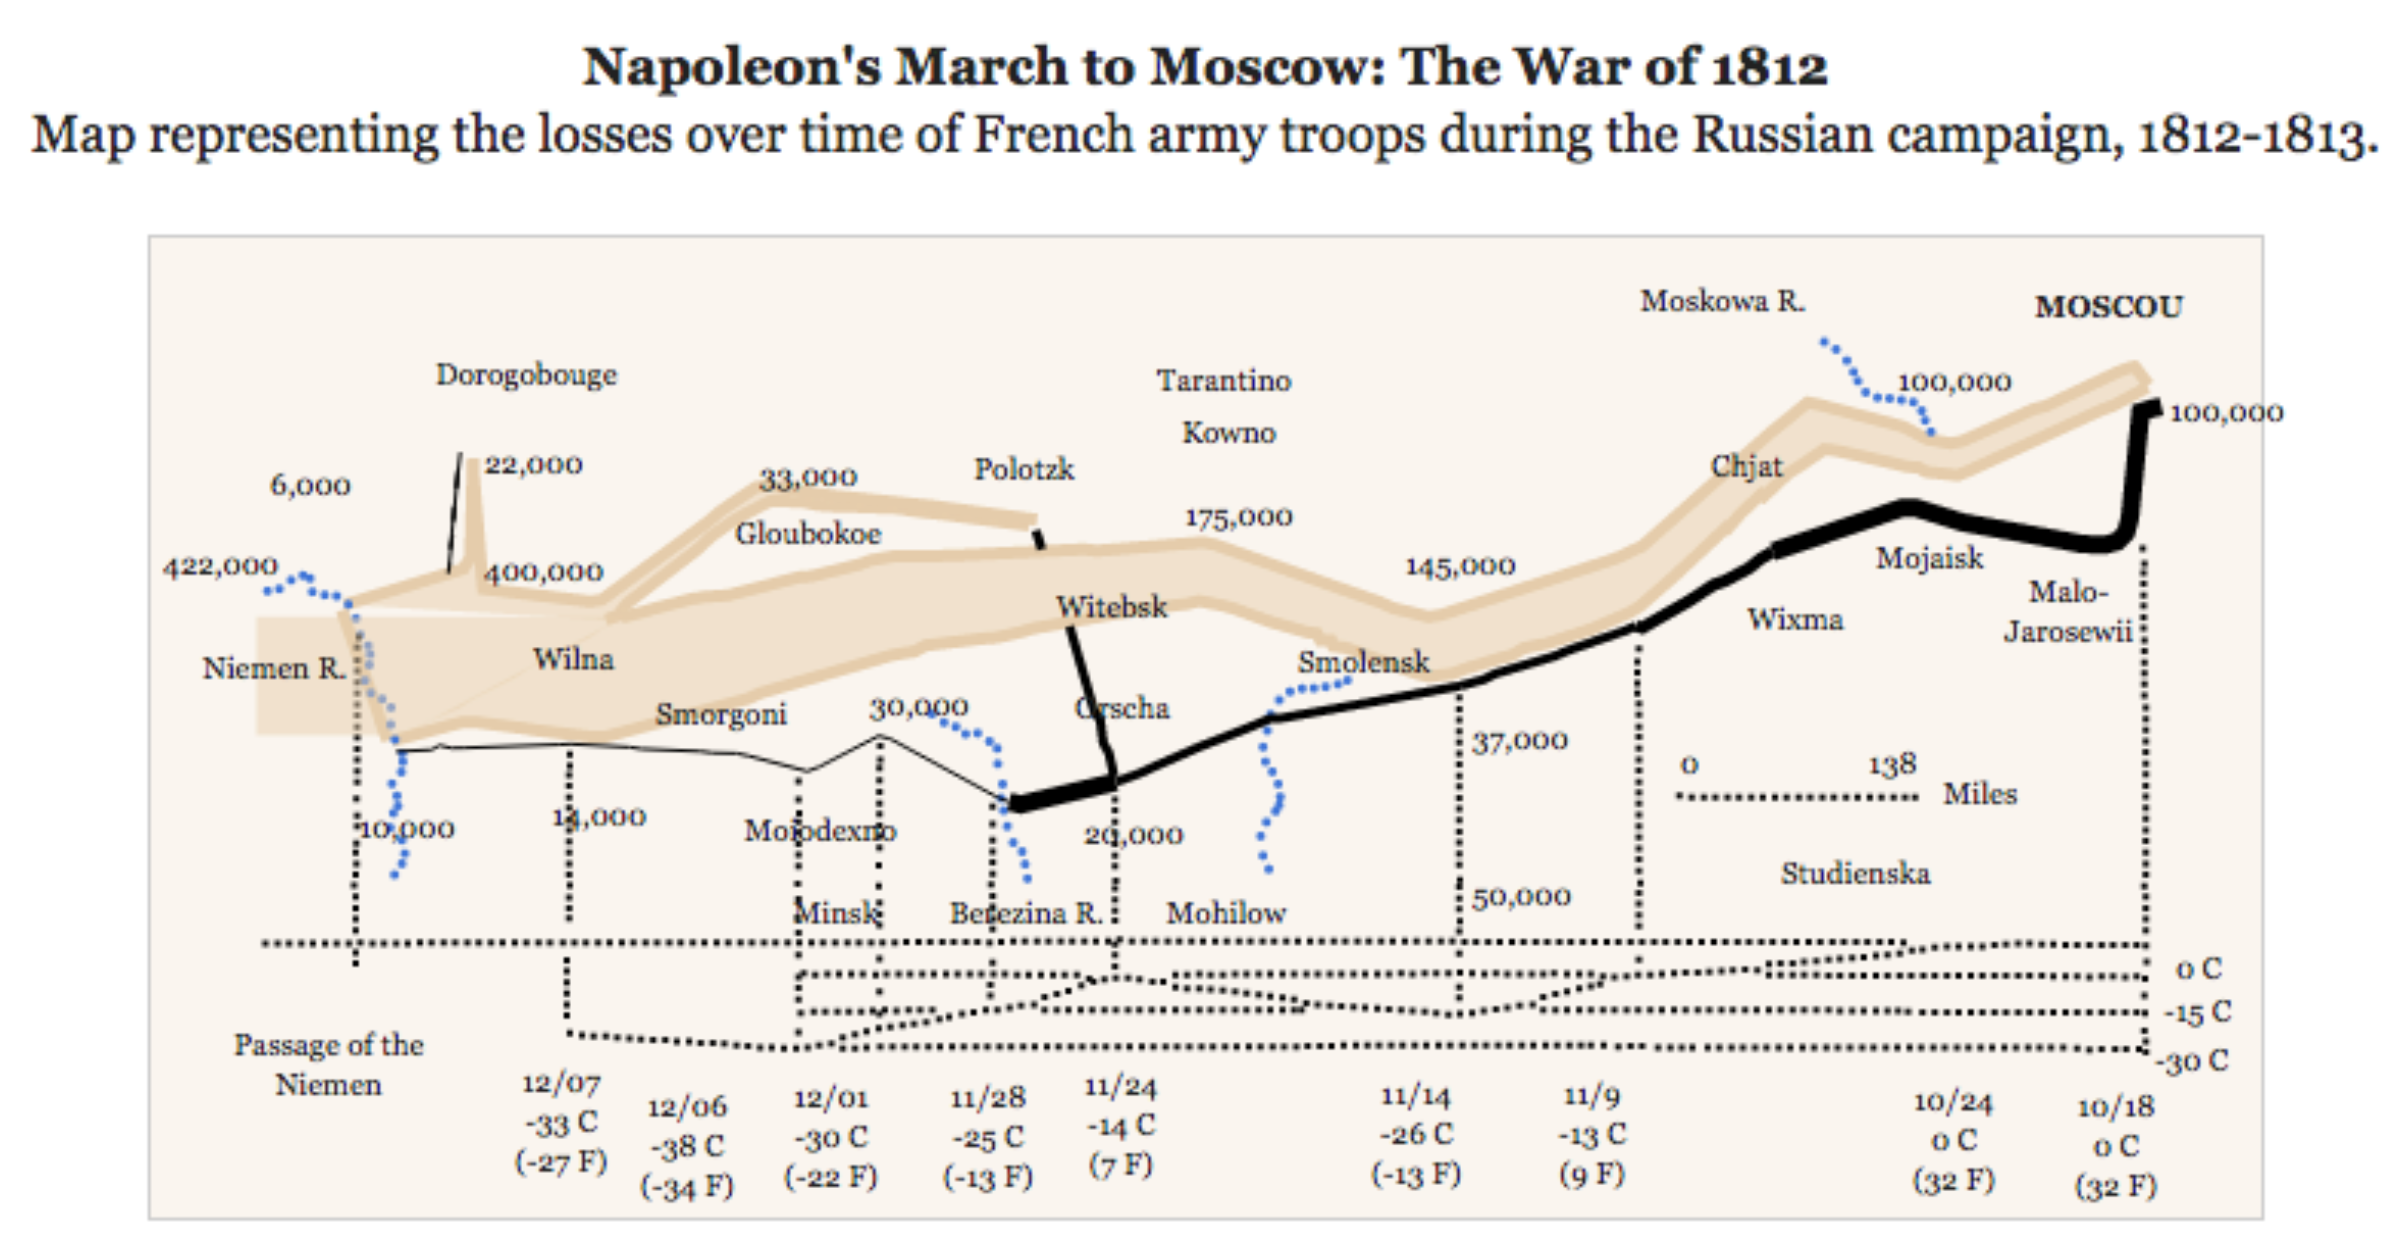 Napoleon's March to Moscow: The War of 1812
Map representing the losses over time of French army troops during the Russian campaign, 1812-1813.
Moskowa R.
MOSCOU
Dorogobouge
Tarantino
100,000
100,000
Kowno
22,000
33,000
Polotzk
Chjat
6,000
175,000
Gloubokoe
422,000
400,000
145,000
Mojaisk
Malo-
Jarosewii
Witebsk
Wixma
Niemen R.
Wilna
Smolensk
Smorgoni
30,000
Orscha
37,000
0
138
Miles
10,000
14,000
Molodexno
20,000
Studienska
50,000
Minsk
Berezina R.
Mohilow
0 C
-15 C
-30 C
Passage of the
Niemen
12/07
-33 C
(-27 F)
12/06
-38 C
(-34 F)
12/01
-30 C
(-22 F)
11/28
-25 C
(-13 F)
11/24
-14 C
(7 F)
11/14
-26 C
(-13 F)
11/9
-13 C
(9 F)
10/24
0 C
(32 F)
10/18
0 C
(32 F)